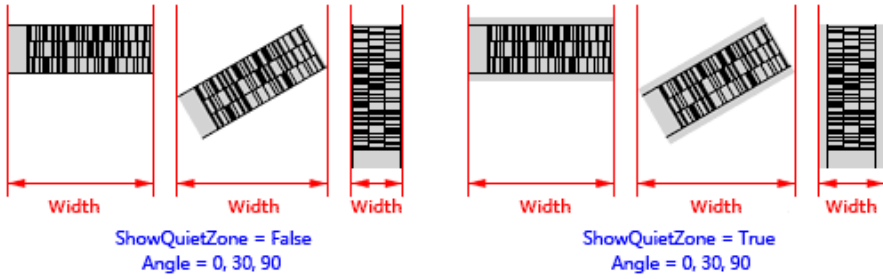 Width
Width
Width
Width
Width
Width
ShowQuietZone = False
Angle = 0, 30, 90
ShowQuietZone = True
Angle = 0, 30, 90